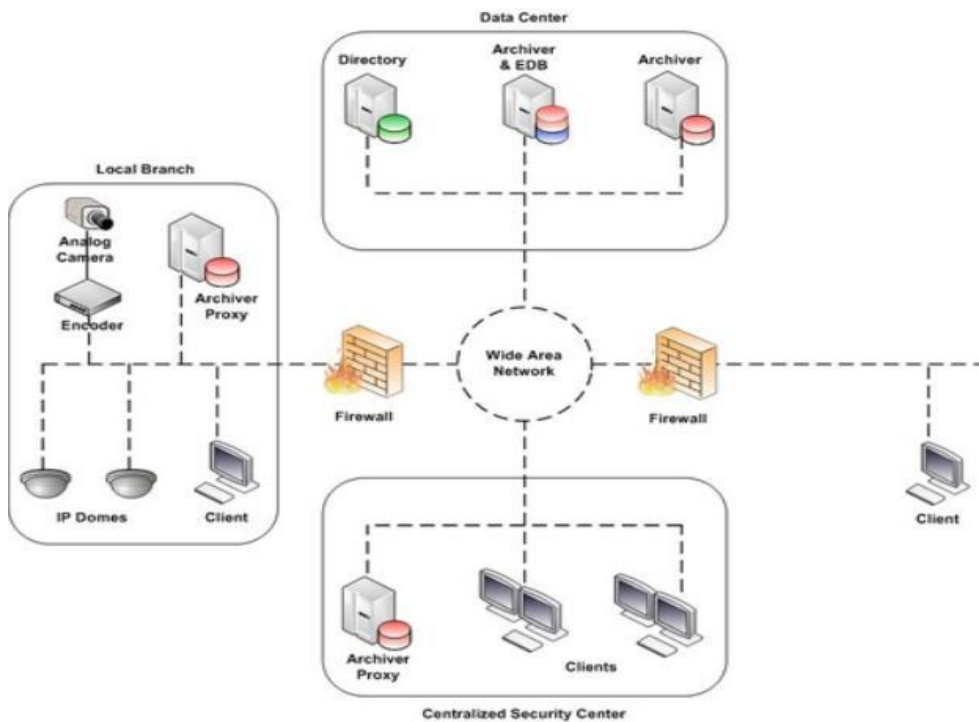 Data Center
Directory
Archiver
& EDB
Archiver
Local Branch
Analog
Camera
Encoder
Archiver
Proxy
IP Domes
Client
Firewall
Wide Area
Network
Firewall
Client
Archiver
Proxy
Clients
Centralized Security Center